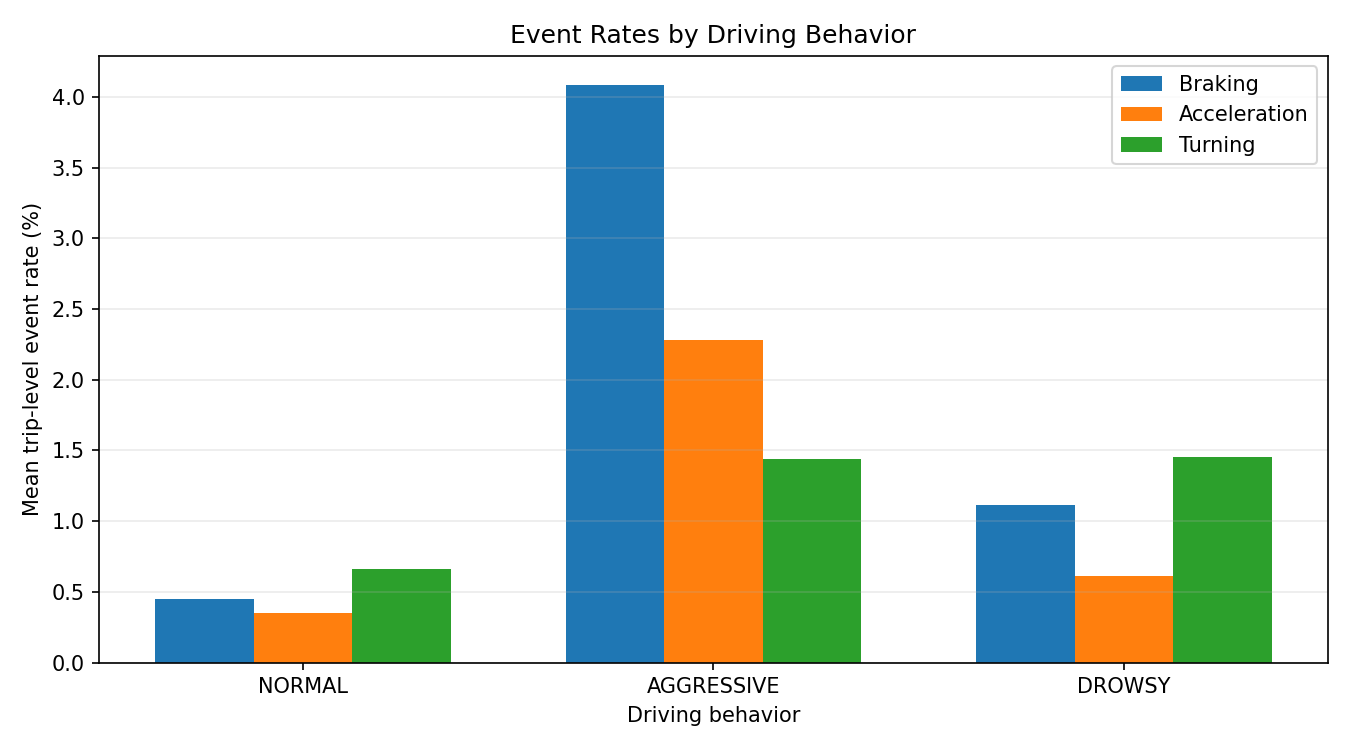 Event Rates by Driving Behavior
Braking
Acceleration
Turning
Mean trip-level event rate (%)
4.0
3.5
3.0
2.5
2.0
1.5
1.0
0.5
0.0
NORMAL
AGGRESSIVE
DROWSY
Driving behavior